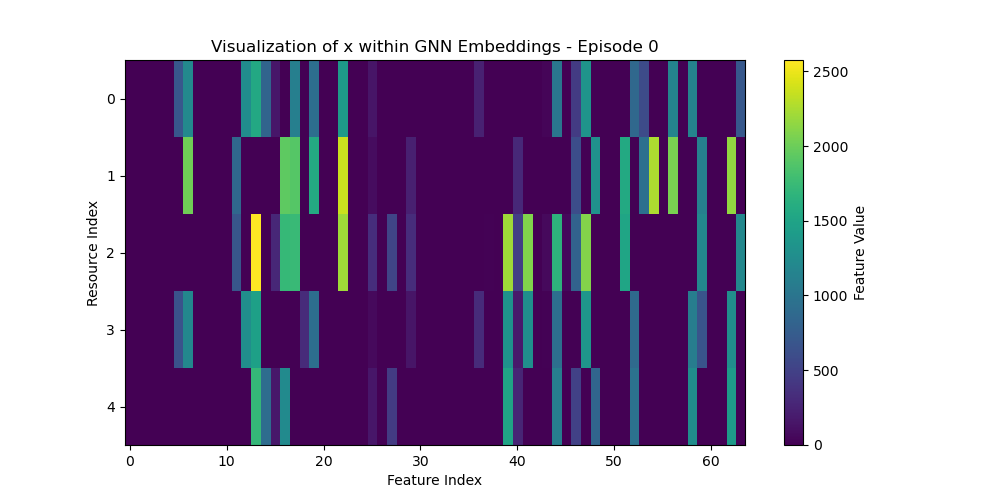 Visualization of x within GNN Embeddings - Episode 0
Resource Index
0
1
2
3
4
0 10 20 30 40 50 60
Feature Index
2500
2000
1500
1000
500
0
Feature Value